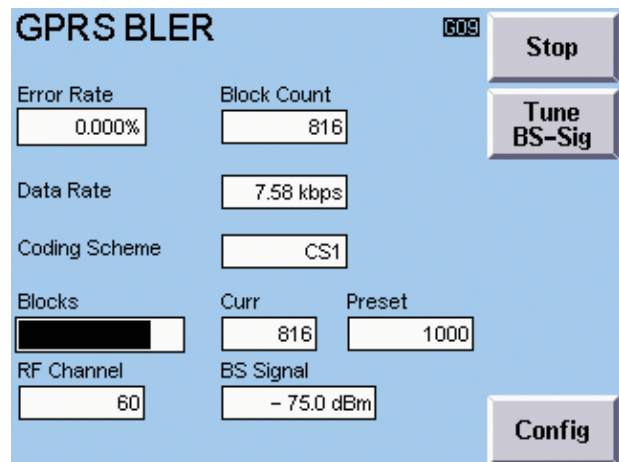 GPRS BLER
G09
Stop
Error Rate
Block Count
0.000%
816
Tune
BS-Sig
Data Rate
7.58 kbps
Coding Scheme
CS1
Blocks
Curr
Preset
816
1000
RF Channel
BS Signal
60
– 75.0 dBm
Config